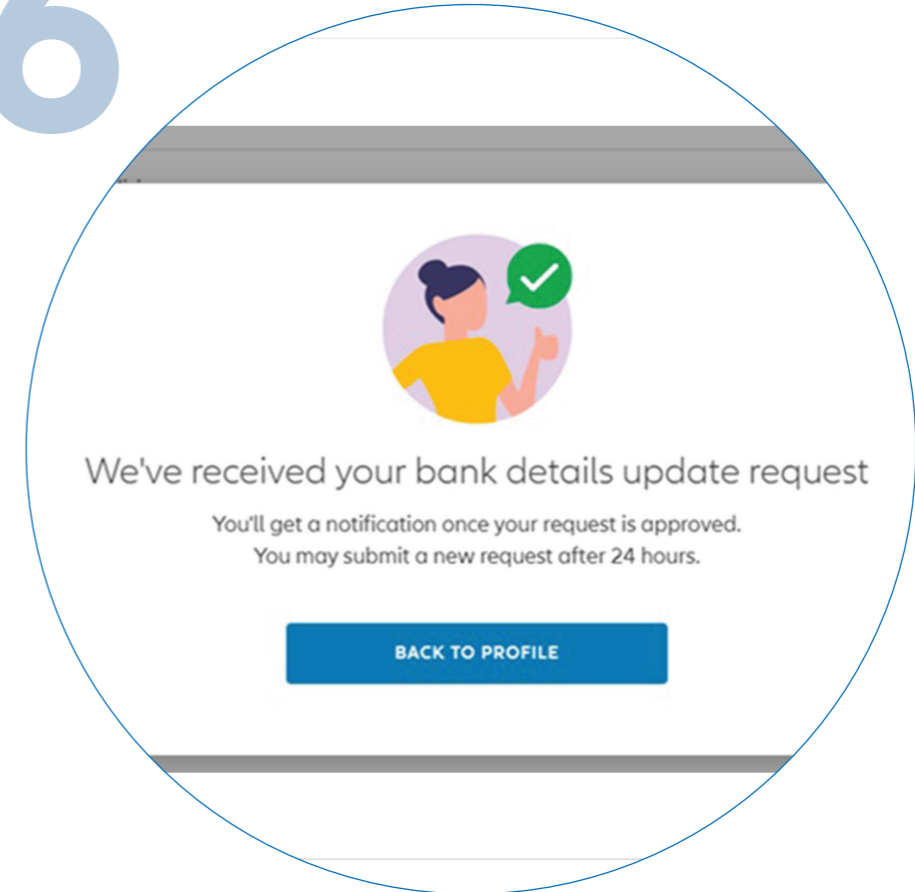 6
We've received your bank details update request
You'll get a notification once your request is approved.
You may submit a new request after 24 hours.
BACK TO PROFILE